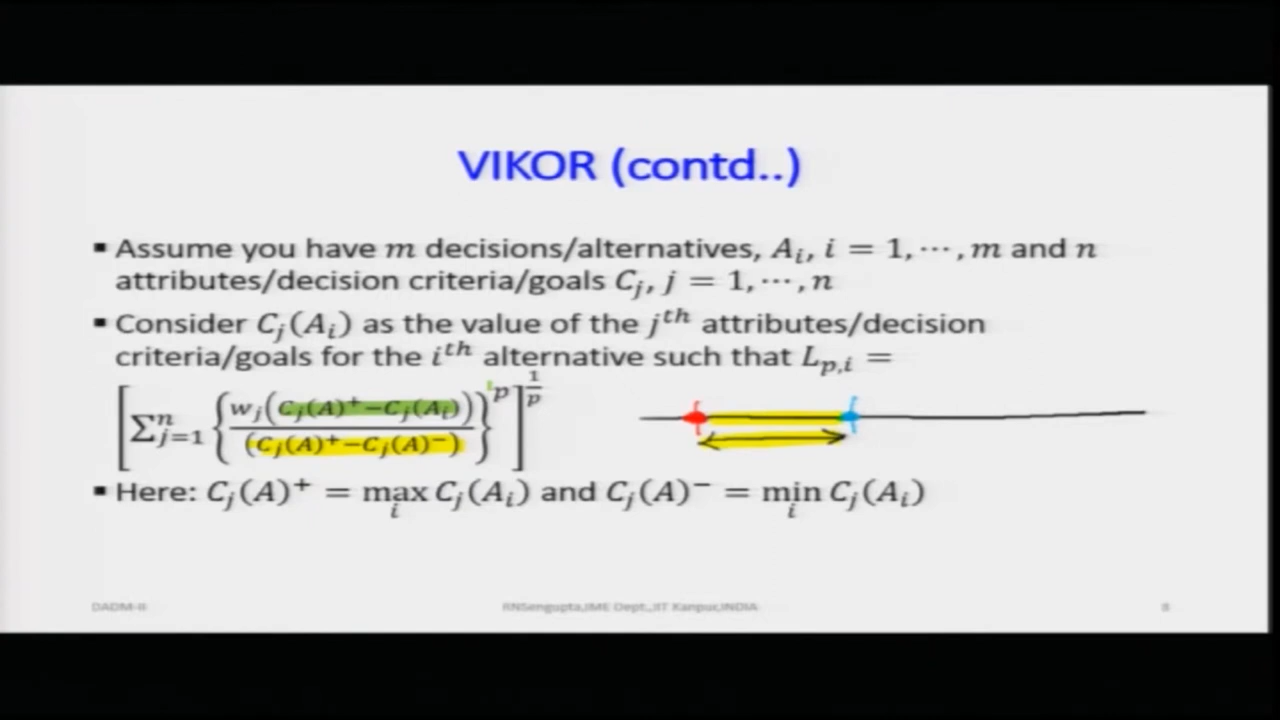 VIKOR (contd..)
▪ Assume you have m decisions/alternatives, A_i, i = 1, ⋯, m and n
attributes/decision criteria/goals C_j, j = 1, ⋯, n
▪ Consider C_j(A_i) as the value of the j^th attributes/decision
criteria/goals for the i^th alternative such that L_{p,i} =
[∑_{j=1}^{n} {w_j(C_j(A)^+ − C_j(A_i)) / (C_j(A)^+ − C_j(A)^−)}^p]^{1/p}
▪ Here: C_j(A)^+ = max_i C_j(A_i) and C_j(A)^− = min_i C_j(A_i)
DADM-II RNSengupta,IME Dept.,IIT Kanpur,INDIA 8